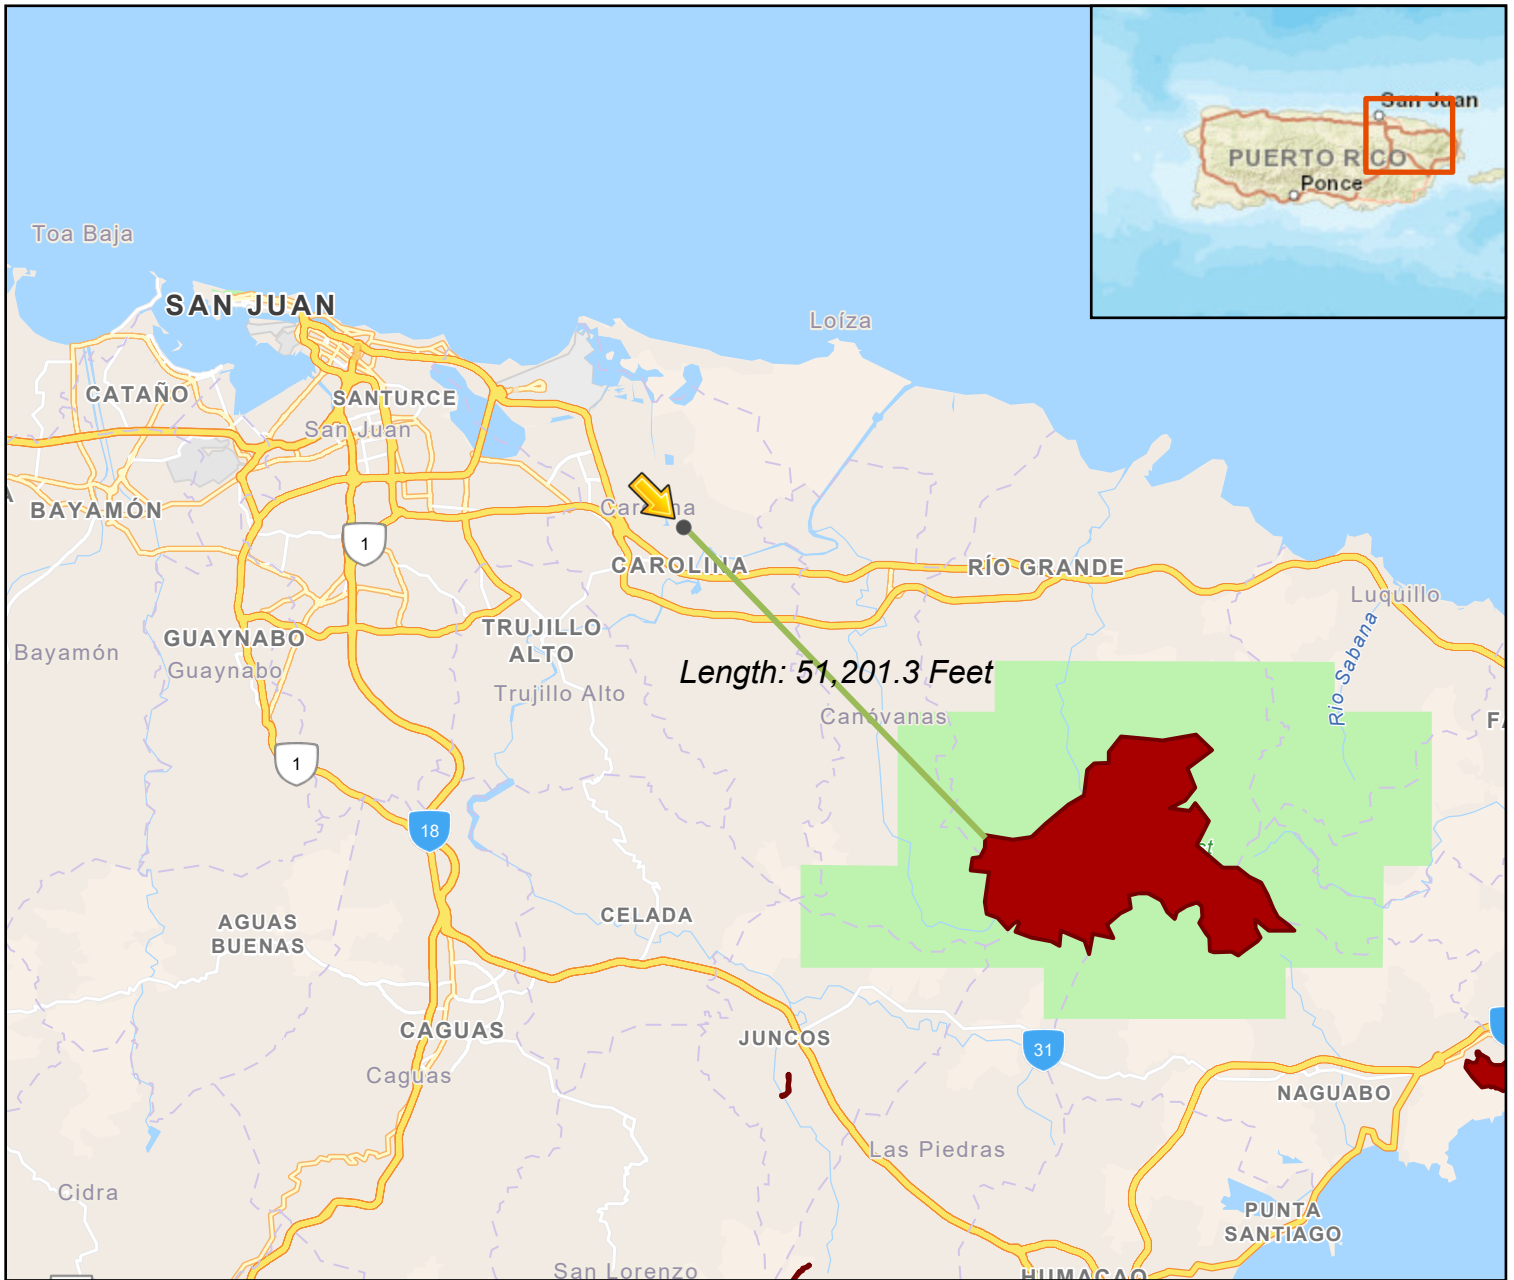 San Juan
PUERTO RICO
Ponce
Toa Baja
SAN JUAN
Loíza
CATAÑO
SANTURCE
San Juan
BAYAMÓN
Carolina
1
CAROLINA
RÍO GRANDE
Luquillo
GUAYNABO
Guaynabo
TRUJILLO
ALTO
Bayamón
Rio Sabana
Length: 51,201.3 Feet
Trujillo Alto
Canóvanas
1
18
AGUAS
BUENAS
CELADA
CAGUAS
JUNCOS
31
Caguas
NAGUABO
Las Piedras
Cidra
PUNTA
SANTIAGO
San Lorenzo
HUMACAO